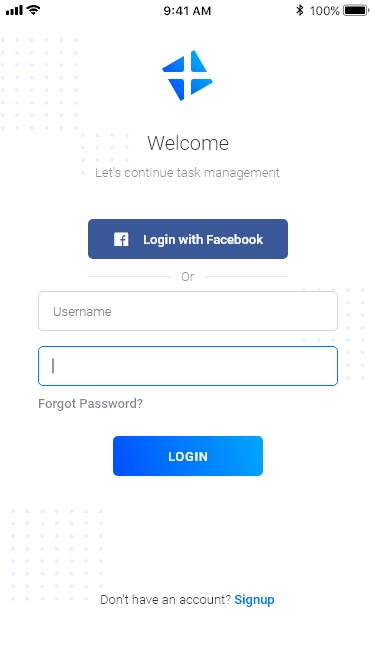 9:41 AM 100%
Welcome
Let's continue task management
Login with Facebook
Or
Username
Forgot Password?
LOGIN
Don't have an account? Signup